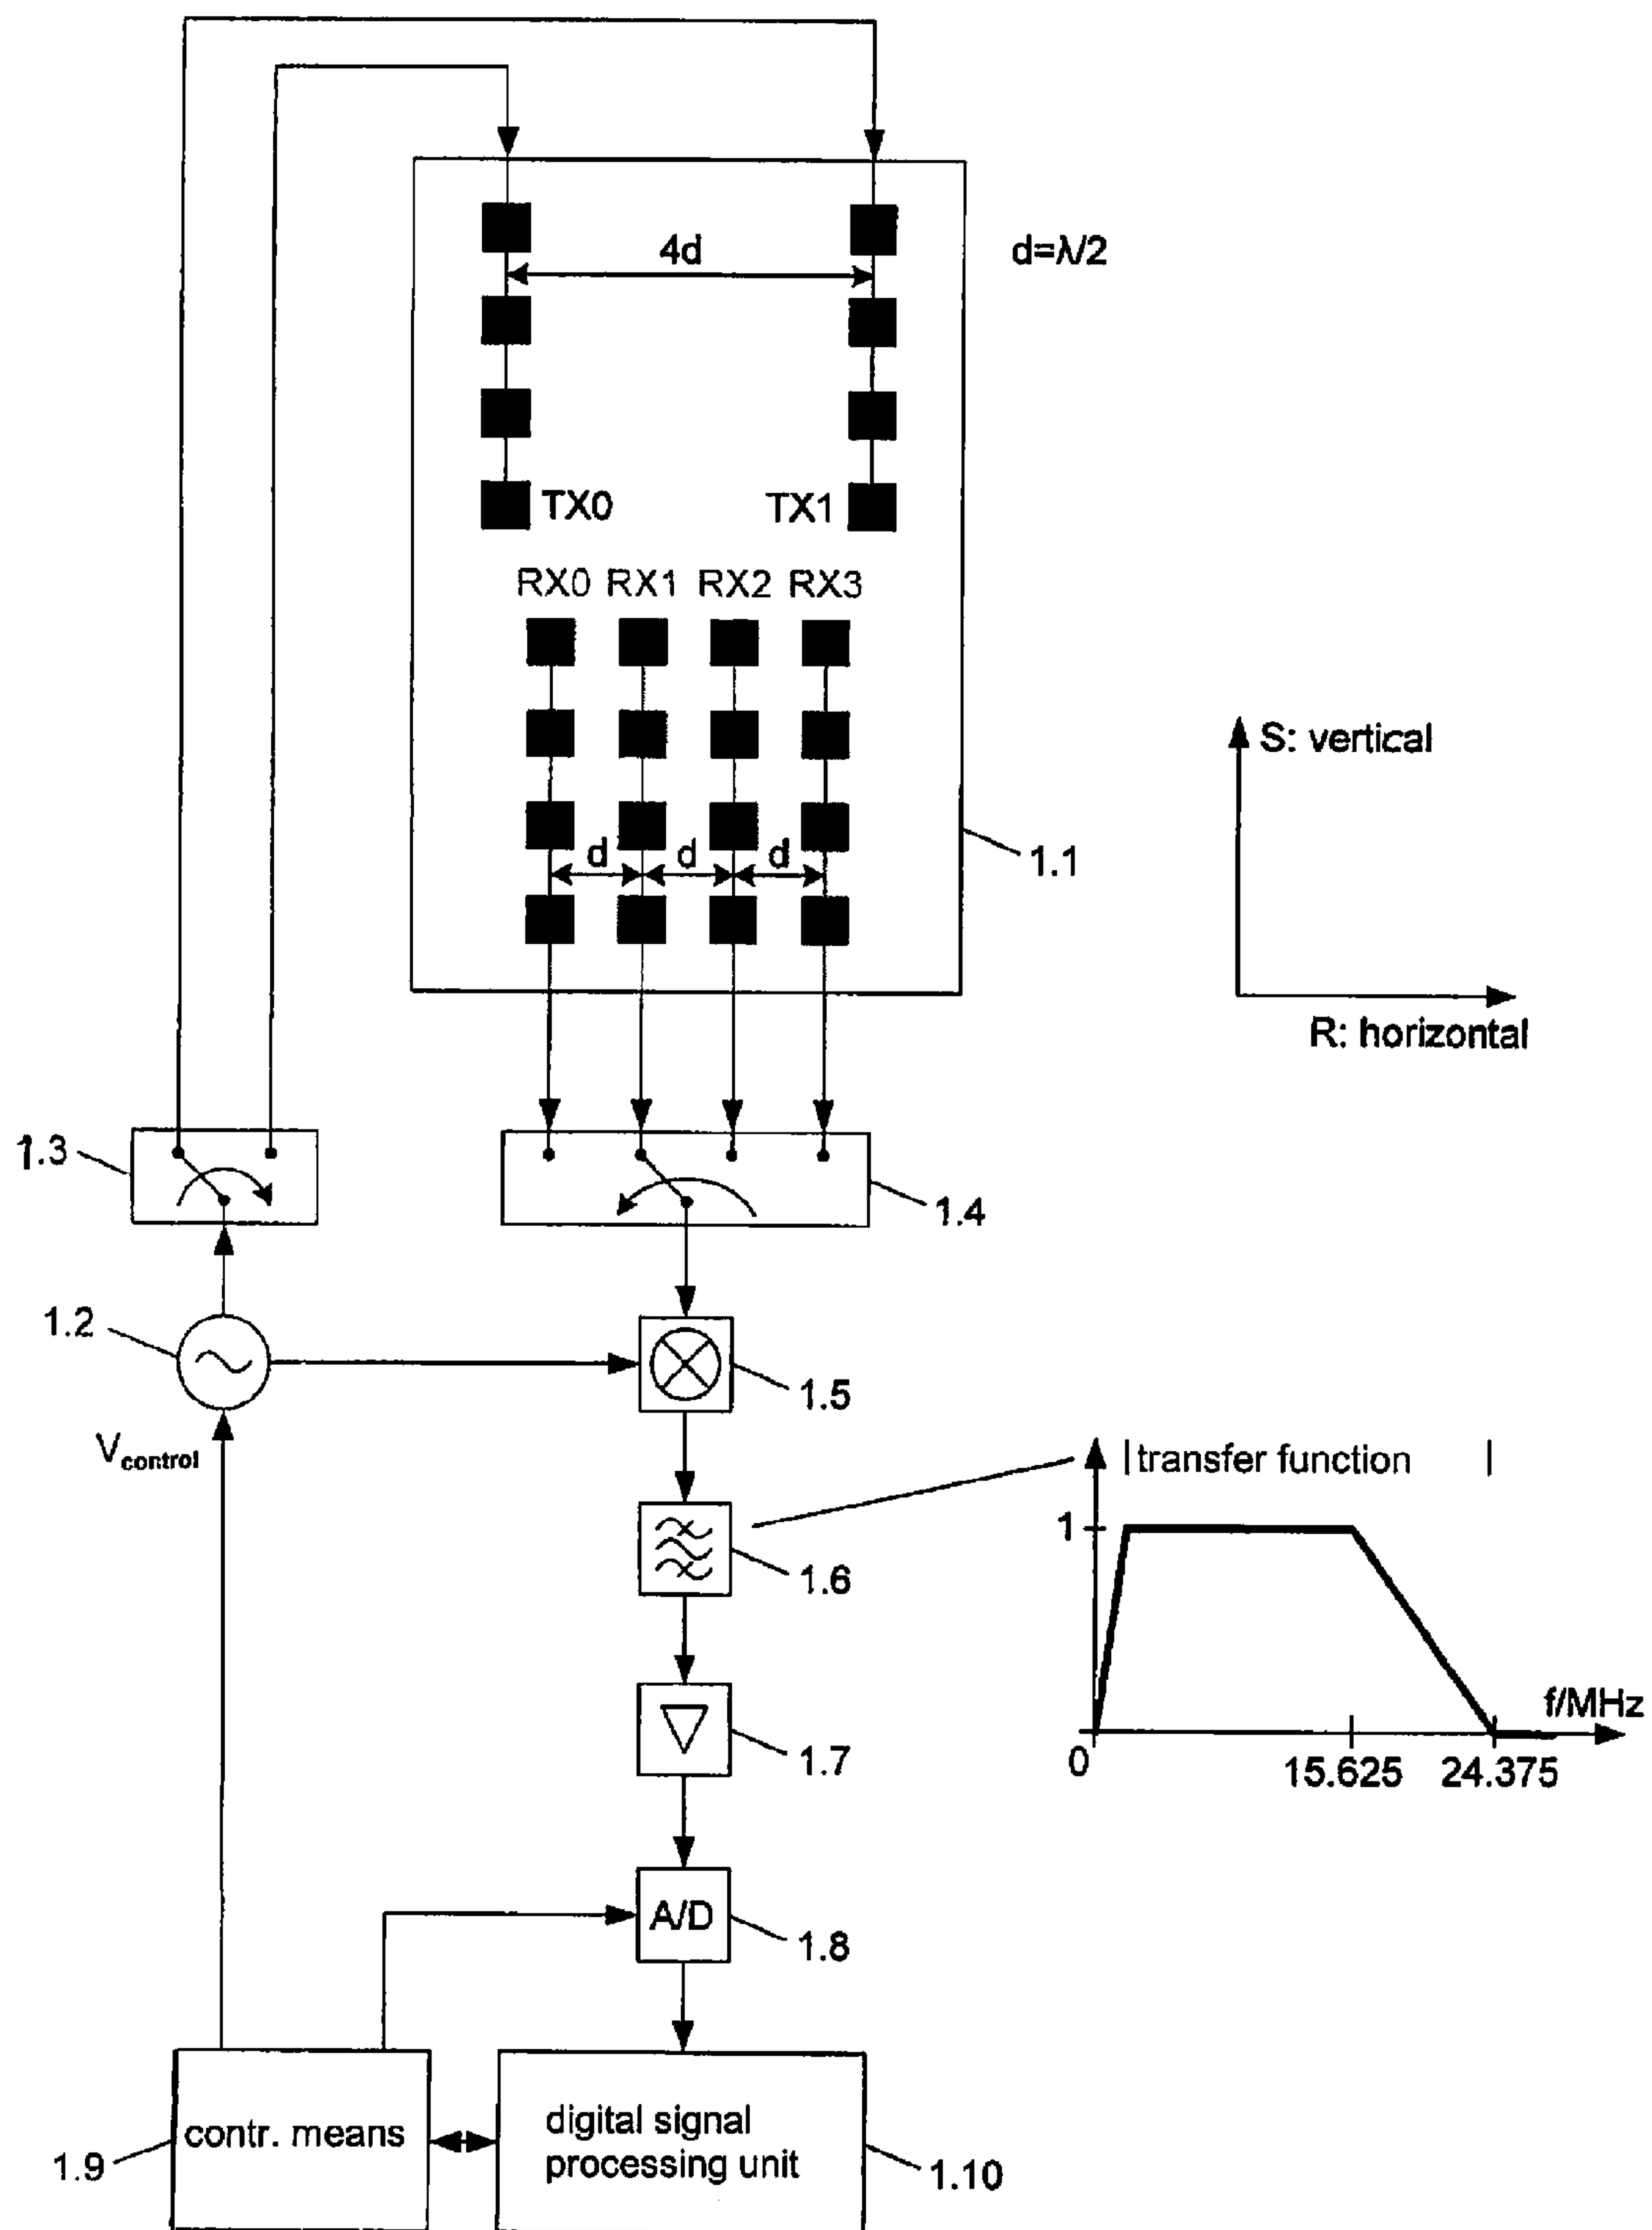 4d
d=λ/2
TX0 TX1
RX0 RX1 RX2 RX3
S: vertical
d d d
1.1
R: horizontal
1.3
1.4
1.2
1.5
Vcontrol
|transfer function |
1
1.6
f/MHz
0 15.625 24.375
1.7
A/D
1.8
contr. means
digital signal
processing unit
1.9
1.10